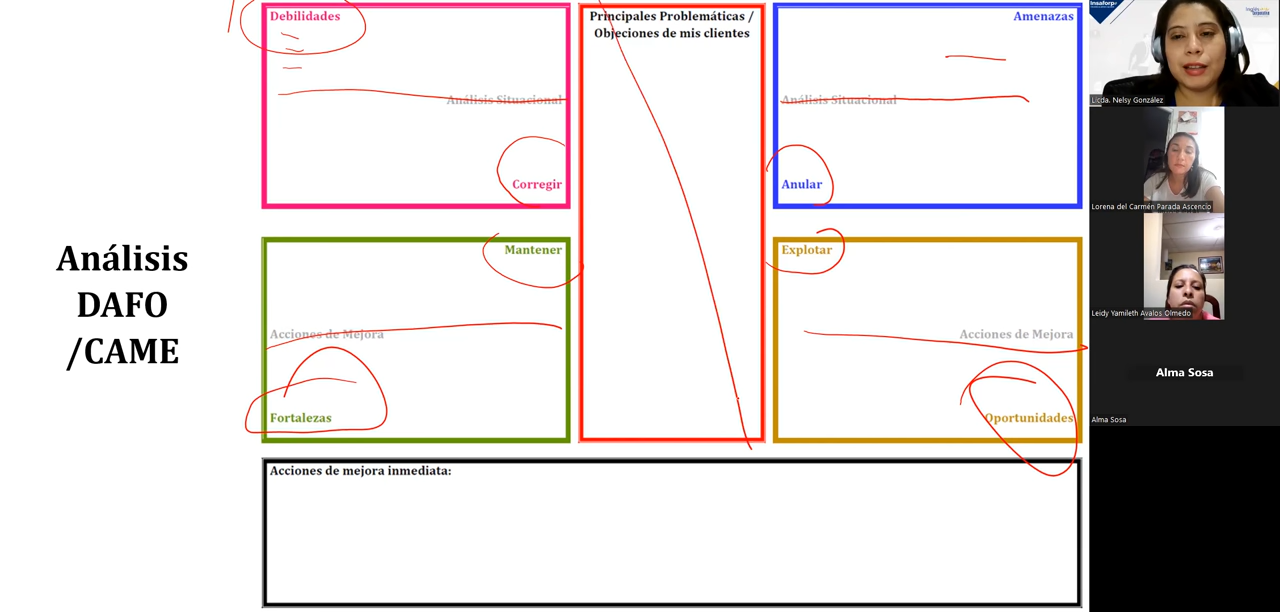 Análisis
DAFO
/CAME
Debilidades
Análisis Situacional
Corregir
Principales Problemáticas /
Objeciones de mis clientes
Amenazas
Análisis Situacional
Anular
Mantener
Acciones de Mejora
Fortalezas
Explotar
Acciones de Mejora
Oportunidades
Acciones de mejora inmediata:
Insaforp
Licda. Nelsy González
Lorena del Carmén Parada Ascencio
Leidy Yamileth Avalos Olmedo
Alma Sosa
Alma Sosa